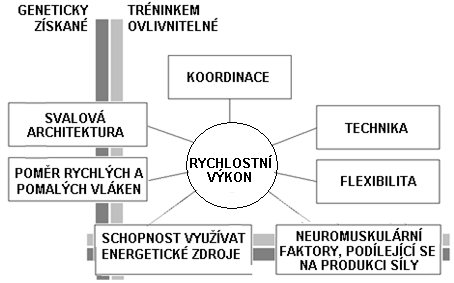 GENETICKY
ZÍSKANÉ
TRÉNINKEM
OVLIVNITELNÉ
KOORDINACE
SVALOVÁ
ARCHITEKTURA
TECHNIKA
POMĚR RYCHLÝCH A
POMALÝCH VLÁKEN
RYCHLOSTNÍ
VÝKON
FLEXIBILITA
SCHOPNOST VYUŽÍVAT
ENERGETICKÉ ZDROJE
NEUROMUSKULÁRNÍ
FAKTORY, PODÍLEJÍCÍ SE
NA PRODUKCI SÍLY